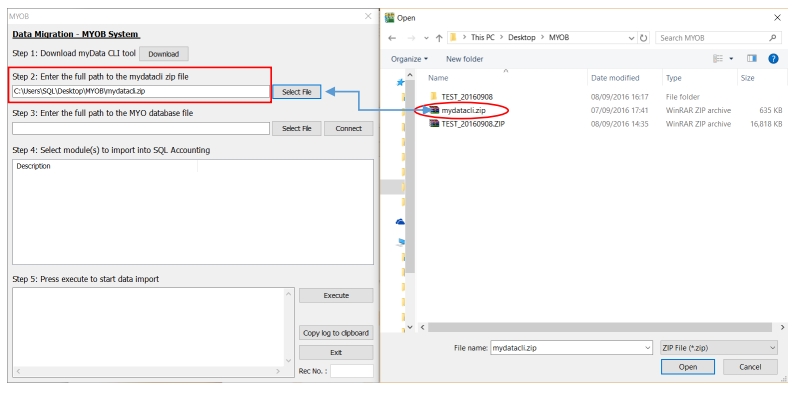 MYOB
Data Migration - MYOB System
Step 1: Download myData CLI tool
Download
Step 2: Enter the full path to the mydatacli zip file
C:\Users\SQL\Desktop\MYOB\mydatacli.zip
Select File
Step 3: Enter the full path to the MYO database file
Select File
Connect
Step 4: Select module(s) to import into SQL Accounting
Description
Step 5: Press execute to start data import
Execute
Copy log to clipboard
Exit
Rec No. :
Open
This PC > Desktop > MYOB
Search MYOB
Organize
New folder
Name Date modified Type Size
TEST_20160908 08/09/2016 16:17 File folder
mydatacli.zip 07/09/2016 17:41 WinRAR ZIP archive 635 KB
TEST_20160908.ZIP 08/09/2016 14:35 WinRAR ZIP archive 16,818 KB
File name: mydatacli.zip
ZIP File (*.zip)
Open
Cancel